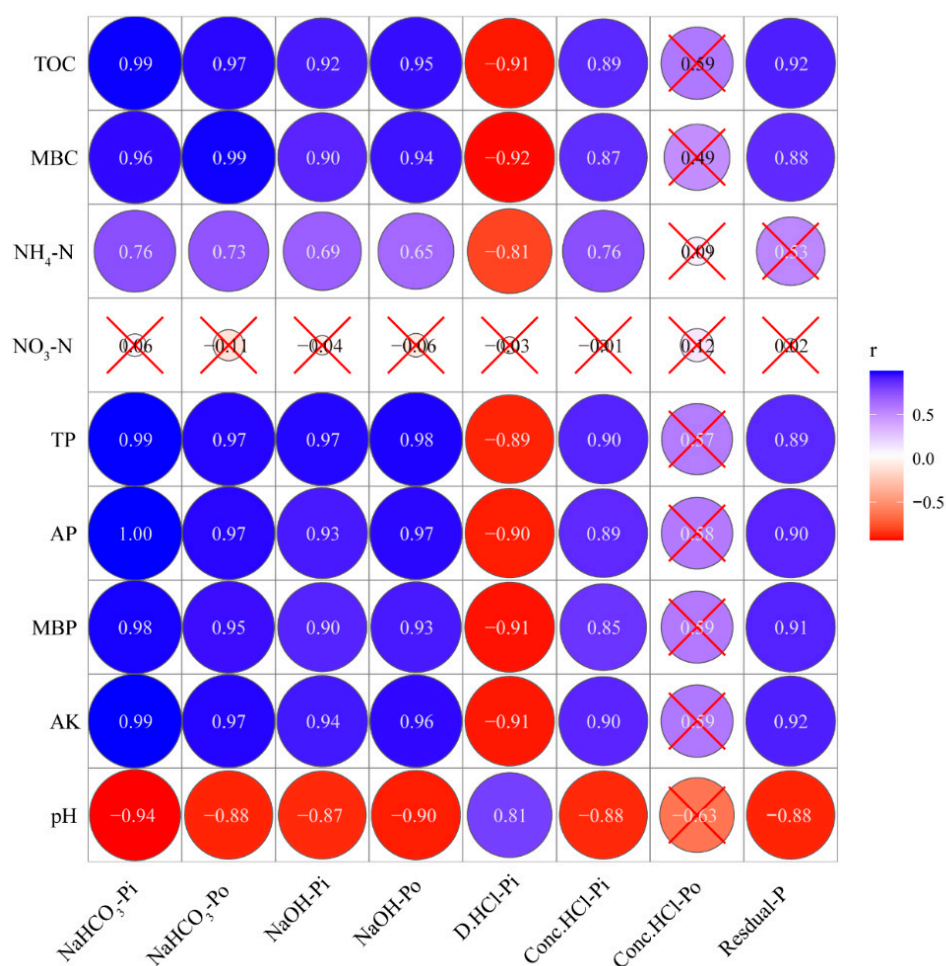 TOC 0.99 0.97 0.92 0.95 −0.91 0.89 0.59 0.92
MBC 0.96 0.99 0.90 0.94 −0.92 0.87 0.49 0.88
NH₄-N 0.76 0.73 0.69 0.65 −0.81 0.76 0.09 0.53
NO₃-N 0.06 −0.11 −0.04 −0.06 −0.03 −0.01 0.12 0.02
TP 0.99 0.97 0.97 0.98 −0.89 0.90 0.57 0.89
AP 1.00 0.97 0.93 0.97 −0.90 0.89 0.58 0.90
MBP 0.98 0.95 0.90 0.93 −0.91 0.85 0.59 0.91
AK 0.99 0.97 0.94 0.96 −0.91 0.90 0.59 0.92
pH −0.94 −0.88 −0.87 −0.90 0.81 −0.88 −0.63 −0.88
NaHCO₃-Pi
NaHCO₃-Po
NaOH-Pi
NaOH-Po
D.HCl-Pi
Conc.HCl-Pi
Conc.HCl-Po
Resdual-P
r
0.5
0.0
−0.5